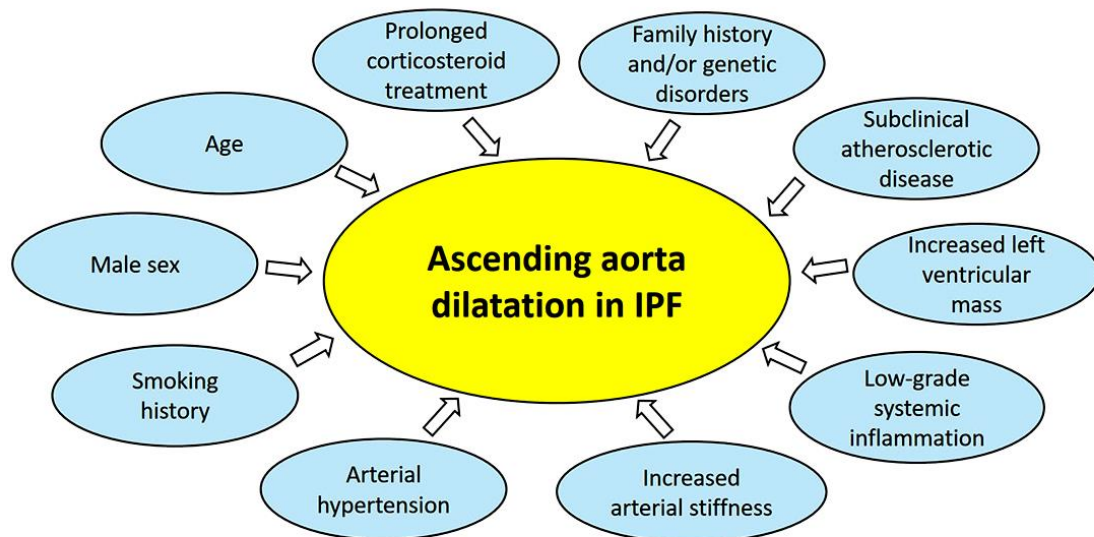 Prolonged
corticosteroid
treatment
Family history
and/or genetic
disorders
Age
Subclinical
atherosclerotic
disease
Male sex
Ascending aorta
dilatation in IPF
Increased left
ventricular
mass
Smoking
history
Low-grade
systemic
inflammation
Arterial
hypertension
Increased
arterial stiffness